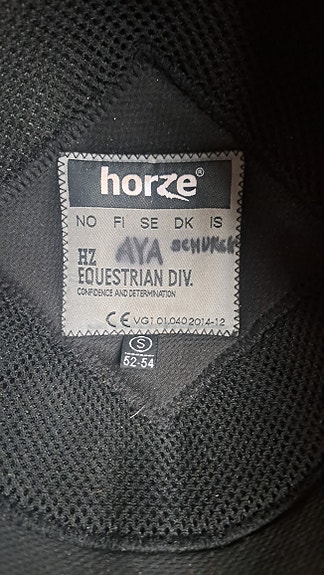 horze®
NO FI SE DK IS
HZ AYA SCHURCH
EQUESTRIAN DIV.
CONFIDENCE AND DETERMINATION
CE VG1 01.040 2014-12
S
52-54